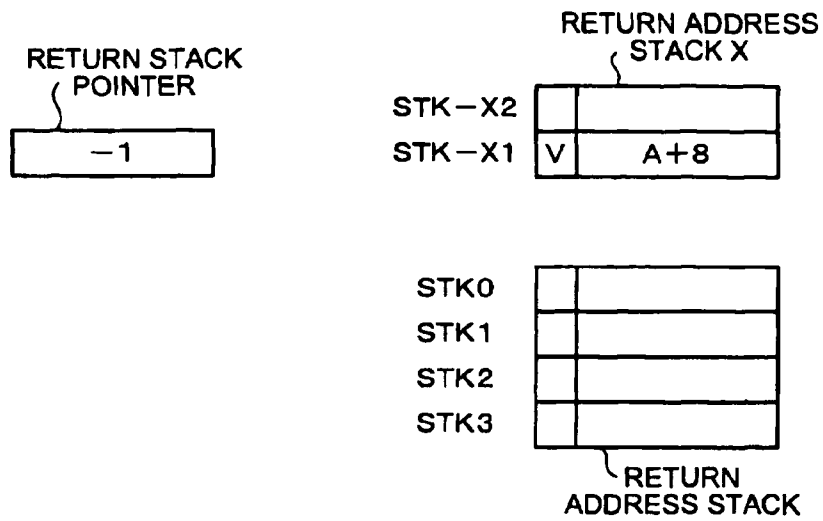 RETURN STACK
POINTER
−1
RETURN ADDRESS
STACK X
STK−X2
STK−X1 V A+8
STK0
STK1
STK2
STK3
RETURN
ADDRESS STACK